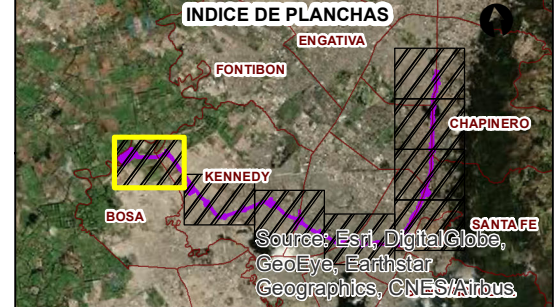 INDICE DE PLANCHAS
ENGATIVA
FONTIBON
CHAPINERO
KENNEDY
BOSA
SANTA FE
Source: Esri, DigitalGlobe,
GeoEye, Earthstar
Geographics, CNES/Airbus